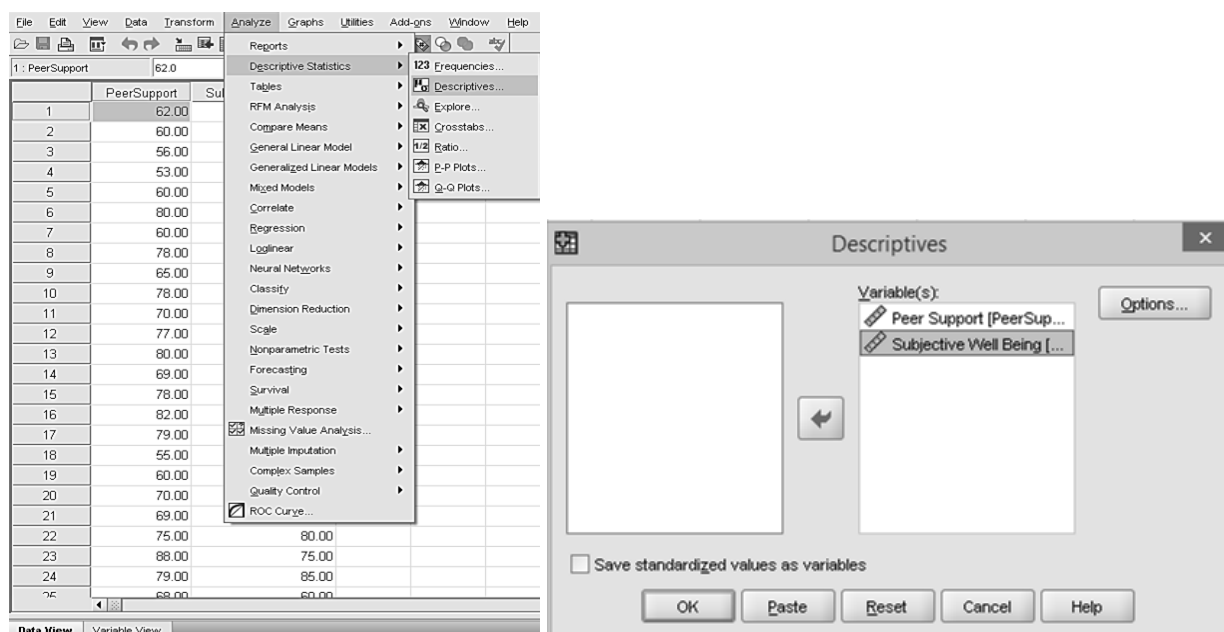 File Edit View Data Transform Analyze Graphs Utilities Add-ons Window Help
1 : PeerSupport 62.0
PeerSupport
1 62.00
2 60.00
3 56.00
4 53.00
5 60.00
6 80.00
7 60.00
8 78.00
9 65.00
10 78.00
11 70.00
12 77.00
13 80.00
14 69.00
15 78.00
16 82.00
17 79.00
18 55.00
19 60.00
20 70.00
21 69.00
22 75.00 80.00
23 88.00 75.00
24 79.00 85.00
25 68.00 60.00
Data View Variable View
Reports
Descriptive Statistics
Tables
RFM Analysis
Compare Means
General Linear Model
Generalized Linear Models
Mixed Models
Correlate
Regression
Loglinear
Neural Networks
Classify
Dimension Reduction
Scale
Nonparametric Tests
Forecasting
Survival
Multiple Response
Missing Value Analysis...
Multiple Imputation
Complex Samples
Quality Control
ROC Curve...
123 Frequencies...
Descriptives...
Explore...
Crosstabs...
1/2 Ratio...
P-P Plots...
Q-Q Plots...
Descriptives
Variable(s):
Peer Support [PeerSup...
Subjective Well Being [...
Options...
Save standardized values as variables
OK Paste Reset Cancel Help